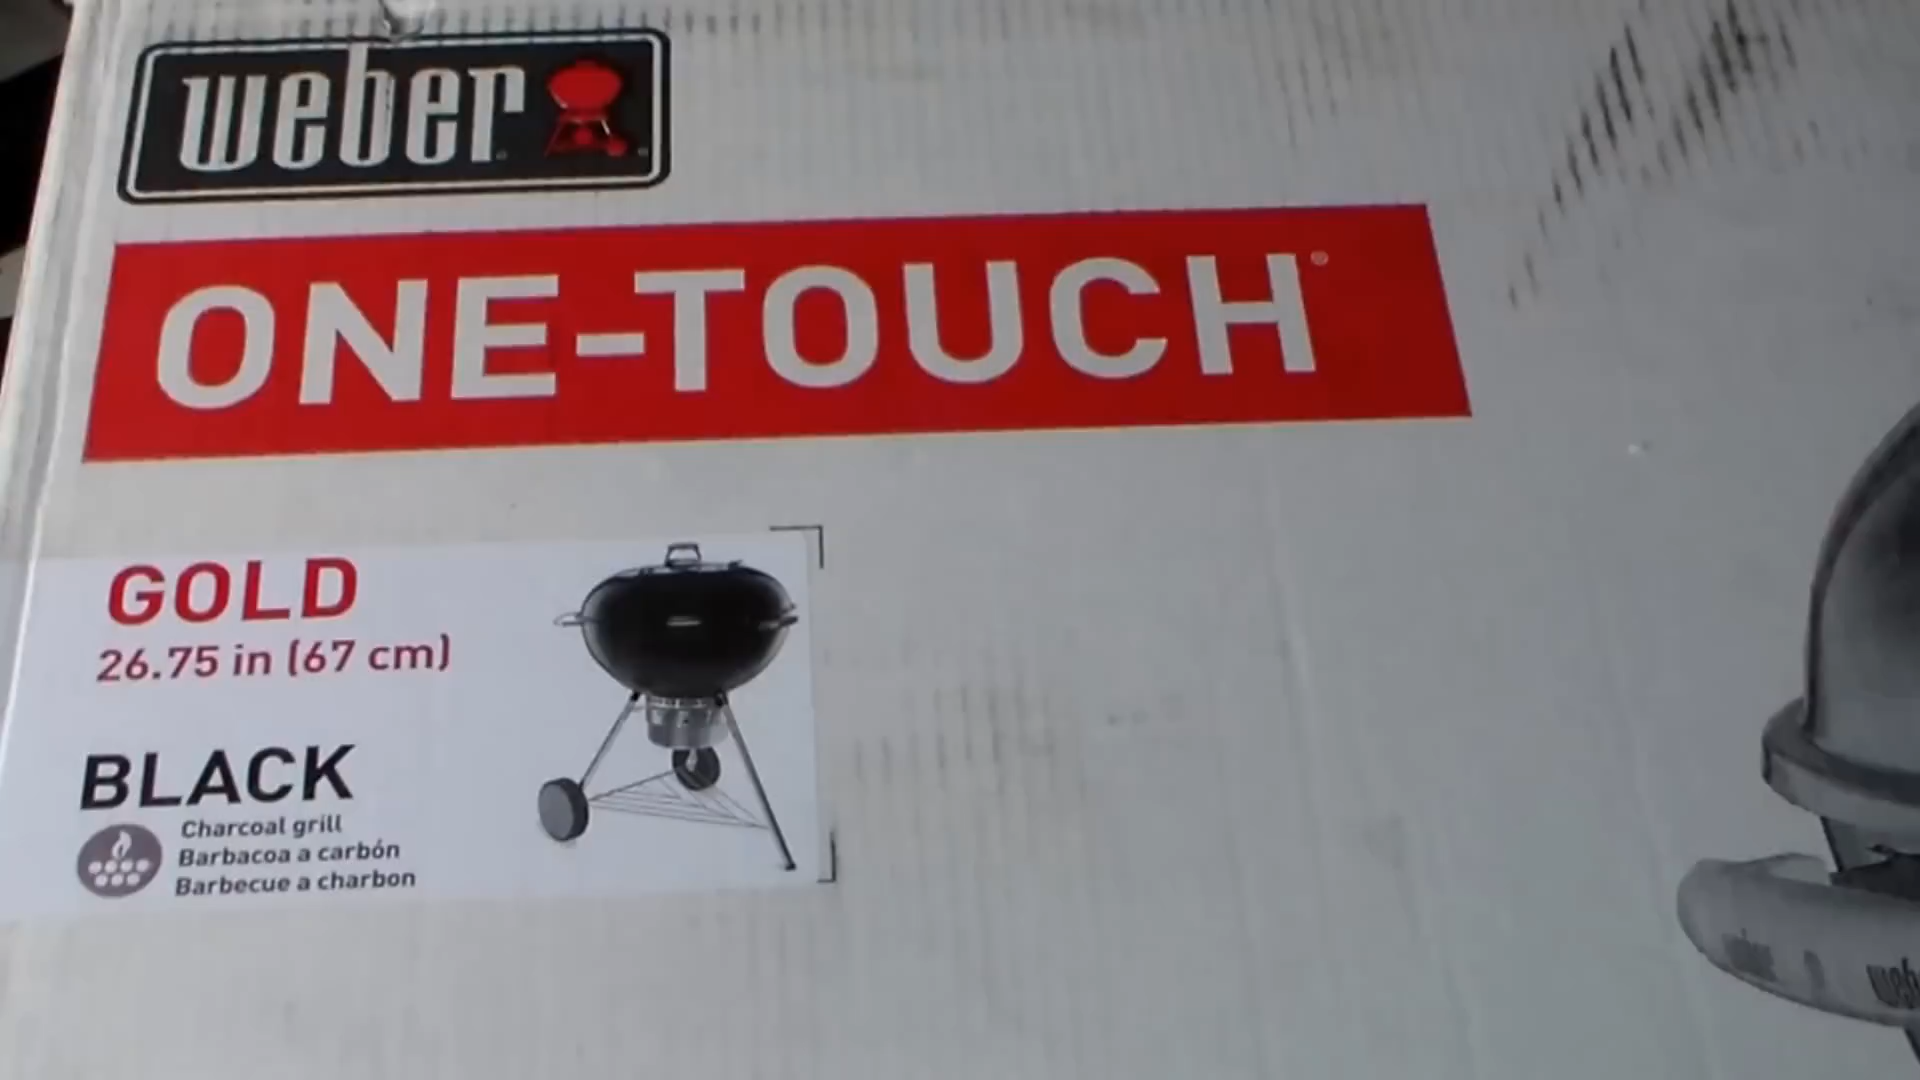 weber
ONE-TOUCH®
GOLD
26.75 in (67 cm)
BLACK
Charcoal grill
Barbacoa a carbón
Barbecue a charbon